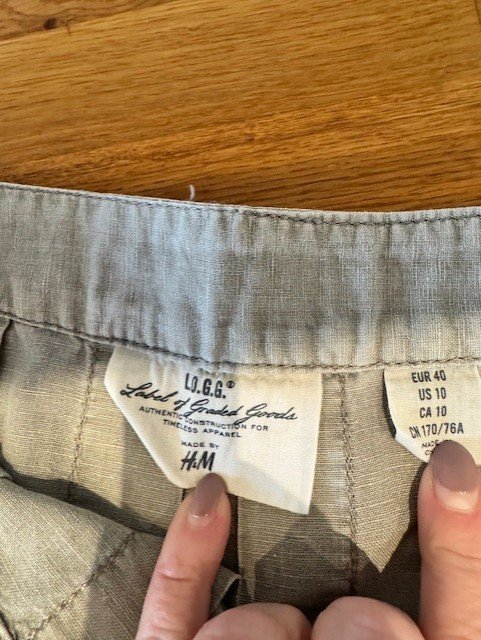 L.O.G.G.®
Label of Graded Goods
AUTHENTIC CONSTRUCTION FOR
TIMELESS APPAREL
MADE BY
H&M
EUR 40
US 10
CA 10
CN 170/76A
MADE